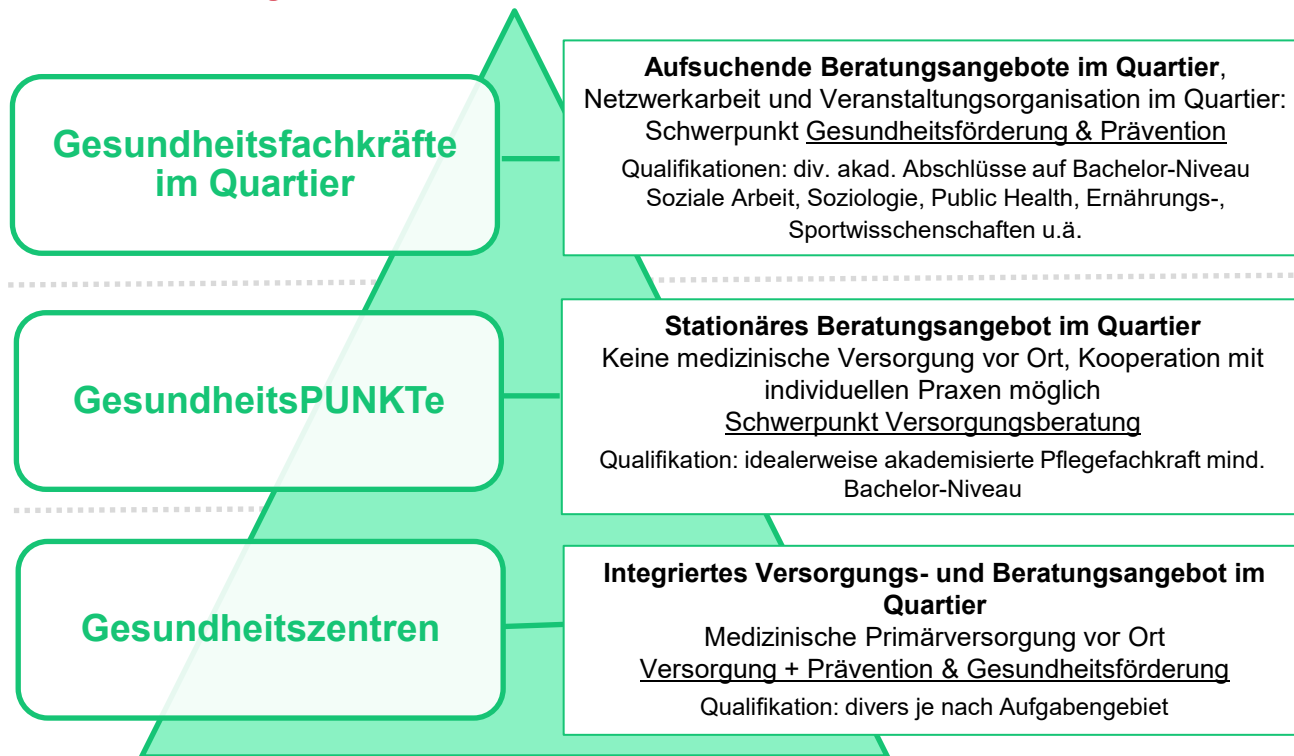 Gesundheitsfachkräfte
im Quartier
Aufsuchende Beratungsangebote im Quartier,
Netzwerkarbeit und Veranstaltungsorganisation im Quartier:
Schwerpunkt Gesundheitsförderung & Prävention
Qualifikationen: div. akad. Abschlüsse auf Bachelor-Niveau
Soziale Arbeit, Soziologie, Public Health, Ernährungs-,
Sportwisschenschaften u.ä.
GesundheitsPUNKTe
Stationäres Beratungsangebot im Quartier
Keine medizinische Versorgung vor Ort, Kooperation mit
individuellen Praxen möglich
Schwerpunkt Versorgungsberatung
Qualifikation: idealerweise akademisierte Pflegefachkraft mind.
Bachelor-Niveau
Gesundheitszentren
Integriertes Versorgungs- und Beratungsangebot im
Quartier
Medizinische Primärversorgung vor Ort
Versorgung + Prävention & Gesundheitsförderung
Qualifikation: divers je nach Aufgabengebiet